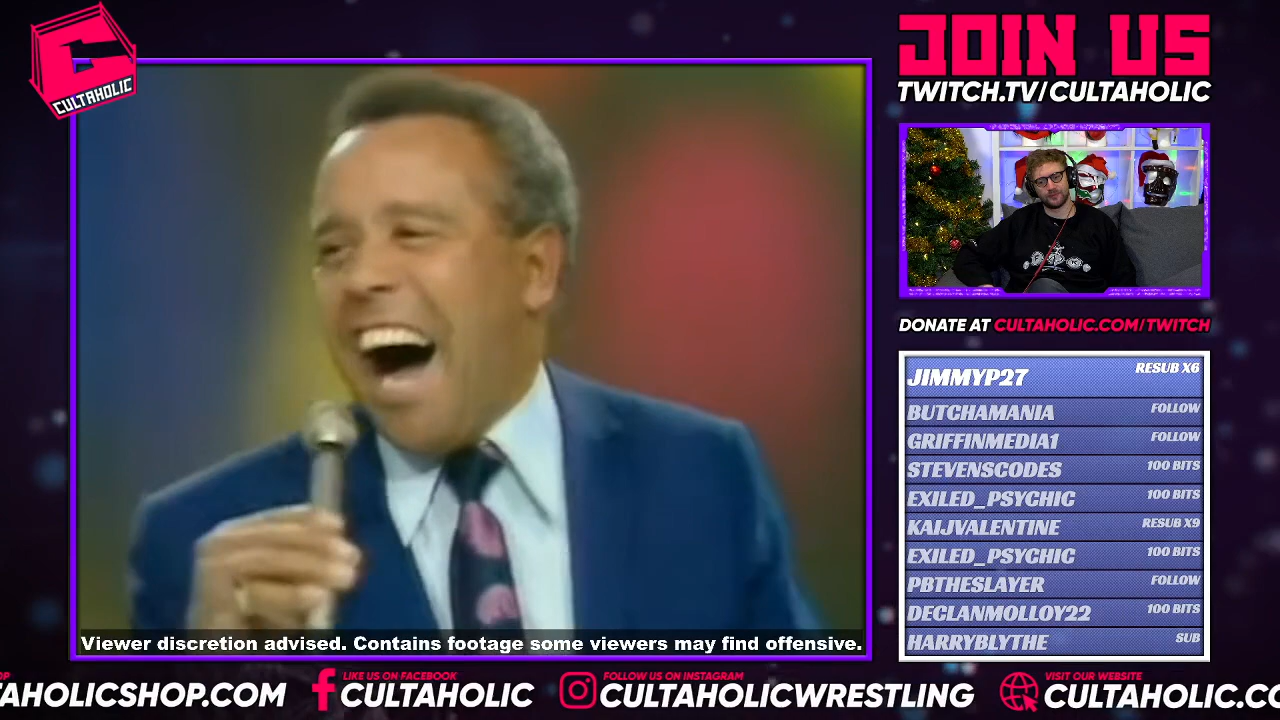 CULTAHOLIC
JOIN US
TWITCH.TV/CULTAHOLIC
DONATE AT CULTAHOLIC.COM/TWITCH
JIMMYP27 RESUB X6
BUTCHAMANIA FOLLOW
GRIFFINMEDIA1 FOLLOW
STEVENSCODES 100 BITS
EXILED_PSYCHIC 100 BITS
KAIJVALENTINE RESUB X9
EXILED_PSYCHIC 100 BITS
PBTHESLAYER FOLLOW
DECLANMOLLOY22 100 BITS
HARRYBLYTHE SUB
Viewer discretion advised. Contains footage some viewers may find offensive.
OP
TAHOLICSHOP.COM
LIKE US ON FACEBOOK
CULTAHOLIC
FOLLOW US ON INSTAGRAM
CULTAHOLICWRESTLING
VISIT OUR WEBSITE
CULTAHOLIC.CO